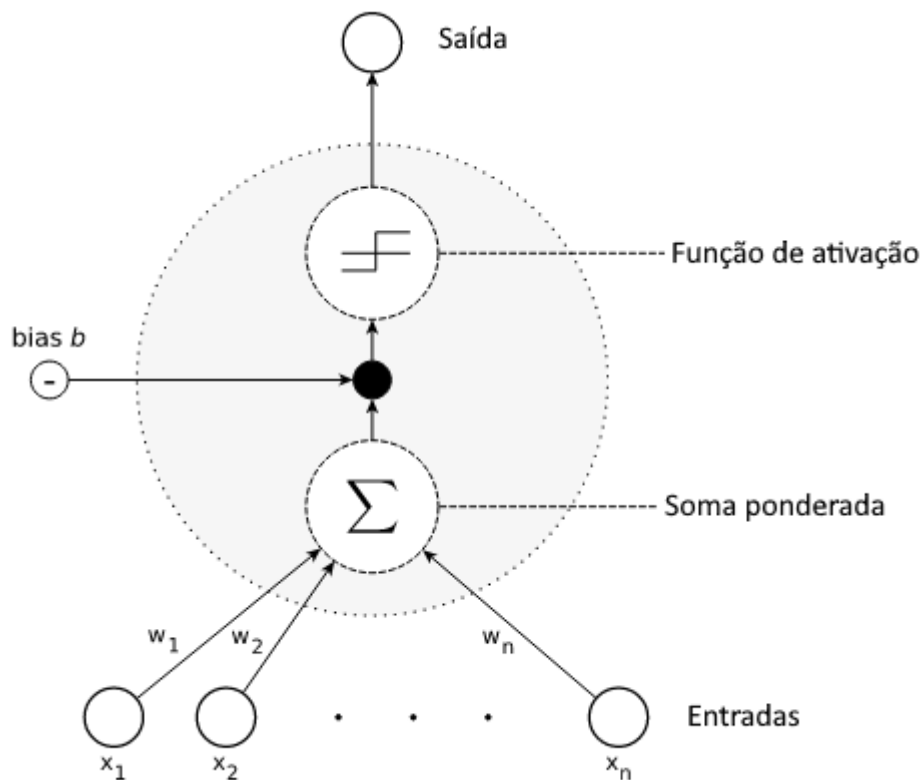 Saída
Função de ativação
bias b
-
Σ
Soma ponderada
w1
w2
wn
. . .
Entradas
x1
x2
xn